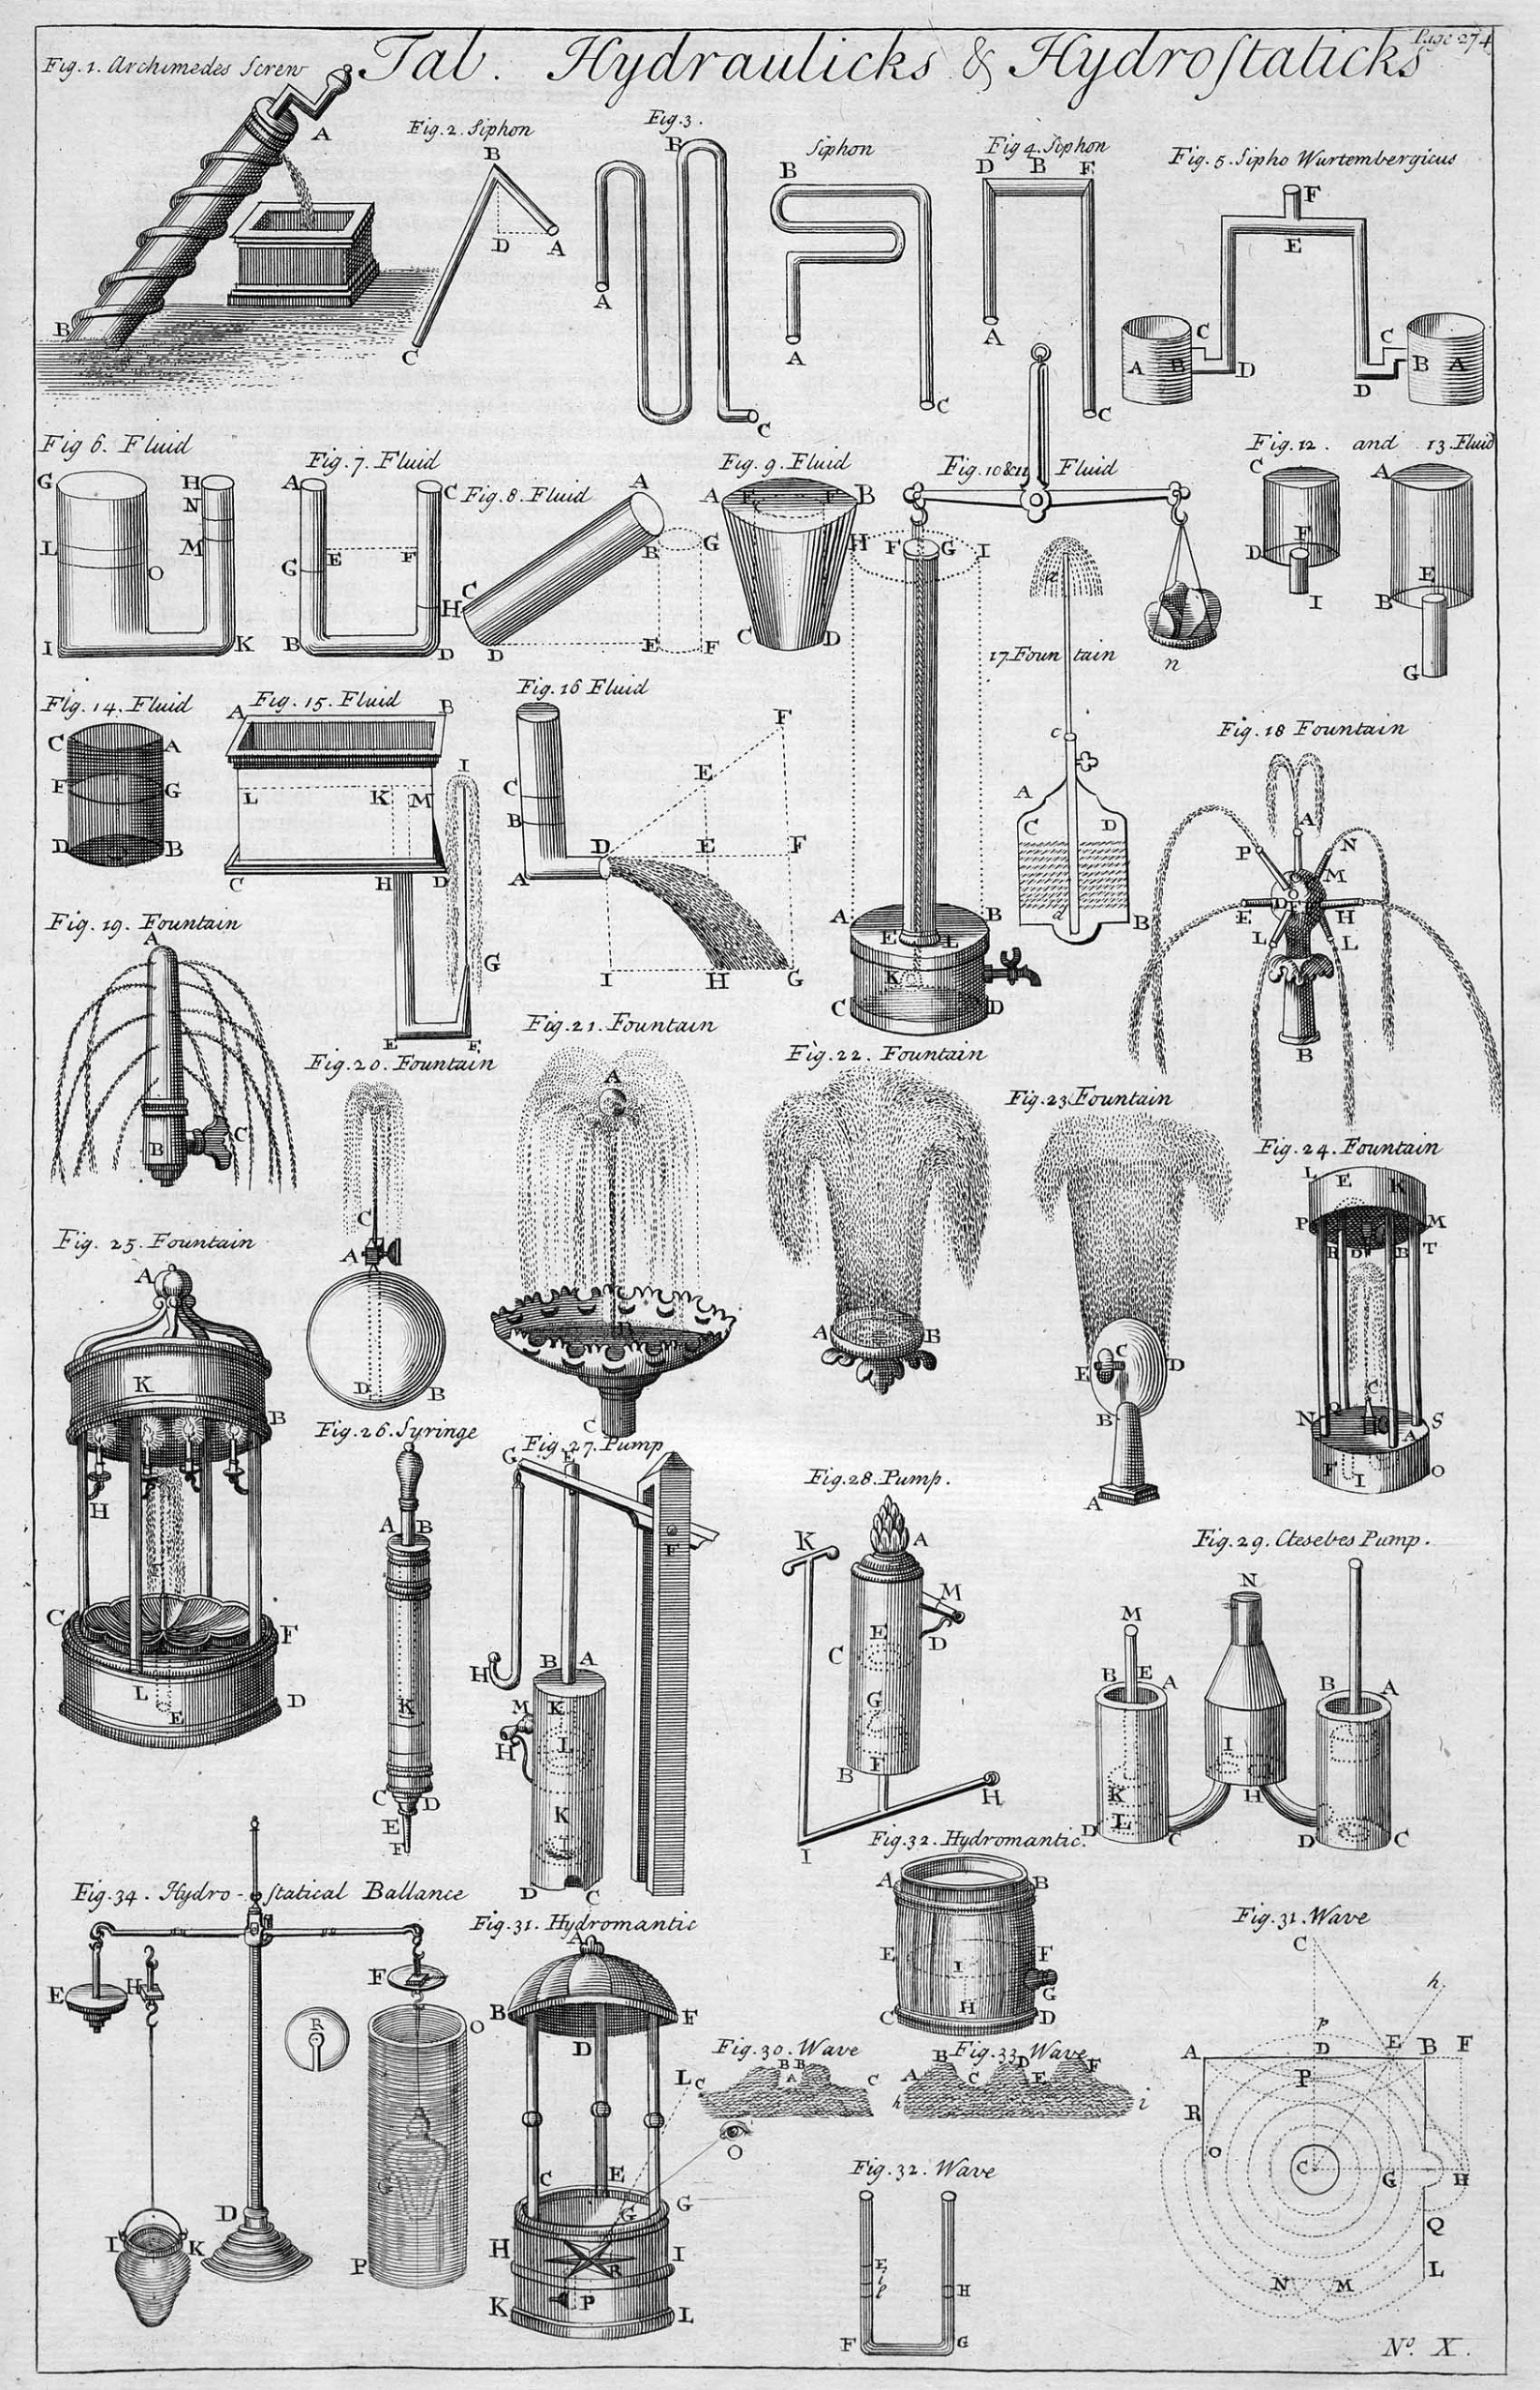 Page 274
Tab. Hydraulicks & Hydroſtaticks
Fig. 1. Archimedes Screw
A
B
Fig. 2. Siphon
B
D
A
C
Fig. 3.
B
A
C
Siphon
B
A
C
Fig 4. Siphon
D B E
A
C
Fig. 5. Sipho Wurtembergicus
F
E
C C
A B D
D B A
Fig 6. Fluid
G H
N
L M
O
I K
Fig. 7. Fluid
A C
E F
G
H
B D
Fig. 8. Fluid
A
B G
C
D E F
Fig. 9. Fluid
A E F B
C D
Fig. 10 & 11 Fluid
H F G I
n
A B
E L
K
C D
Fig. 12. and 13. Fluid
C A
F
D
I
E
B
G
Fig. 14. Fluid
C A
F G
D B
Fig. 15. Fluid
A B
I
L K M
C H D
G
E F
Fig. 16 Fluid
F
E
C
B
D E F
A
I H G
17. Fountain
c
A
C D
d
B
Fig. 18 Fountain
A
P N
M
D F
E H
L L
B
Fig. 19. Fountain
A
B C
Fig. 20. Fountain
C
A
D B
Fig. 21. Fountain
A
B
C
Fig. 22. Fountain
A B
Fig. 23. Fountain
C
E D
B
A
Fig. 24. Fountain
L E K
P M
R D B T
C
N Q S
A
F I O
Fig. 25. Fountain
A
K
B
H
C F
L D
E
Fig. 26. Syringe
A B
K
C D
E
F
Fig. 27. Pump
G E
F
H
B A
M K
H L
K
I
D C
Fig. 28. Pump.
K A
M
E
C D
G
F
B
H
I
Fig. 29. Ctesebes Pump.
N
M
B E A
B A
I
K H
L
D C
D C
Fig. 34. Hydro-ſtatical Ballance
E H F
R O
G
D
I K
P
Fig. 31. Hydromantic
A
B F
D
L
O
C E
G G
H I
R
P
K L
Fig. 32. Hydromantic.
A B
E F
I
G
H
C D
Fig. 30. Wave
B B
A
C C
Fig. 33. Wave
B D F
A C E
h i
Fig. 32. Wave
E
i
l H
F G
Fig. 31. Wave
C
h
p
A D E B F
P
R
O
C G H
Q
L
N M
No. X.